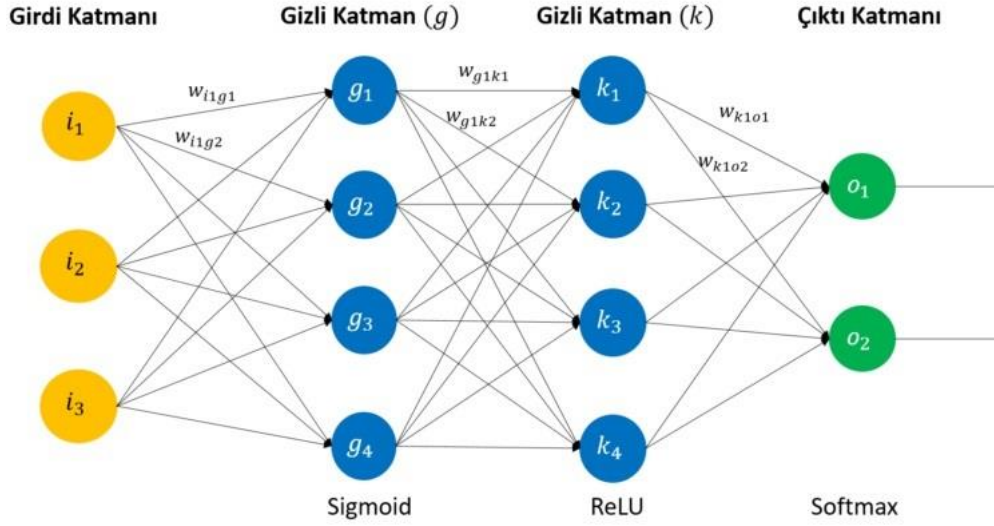 Girdi Katmanı
Gizli Katman (g)
Gizli Katman (k)
Çıktı Katmanı
i₁
i₂
i₃
w_{i1g1}
w_{i1g2}
g₁
g₂
g₃
g₄
w_{g1k1}
w_{g1k2}
k₁
k₂
k₃
k₄
w_{k1o1}
w_{k1o2}
o₁
o₂
Sigmoid
ReLU
Softmax